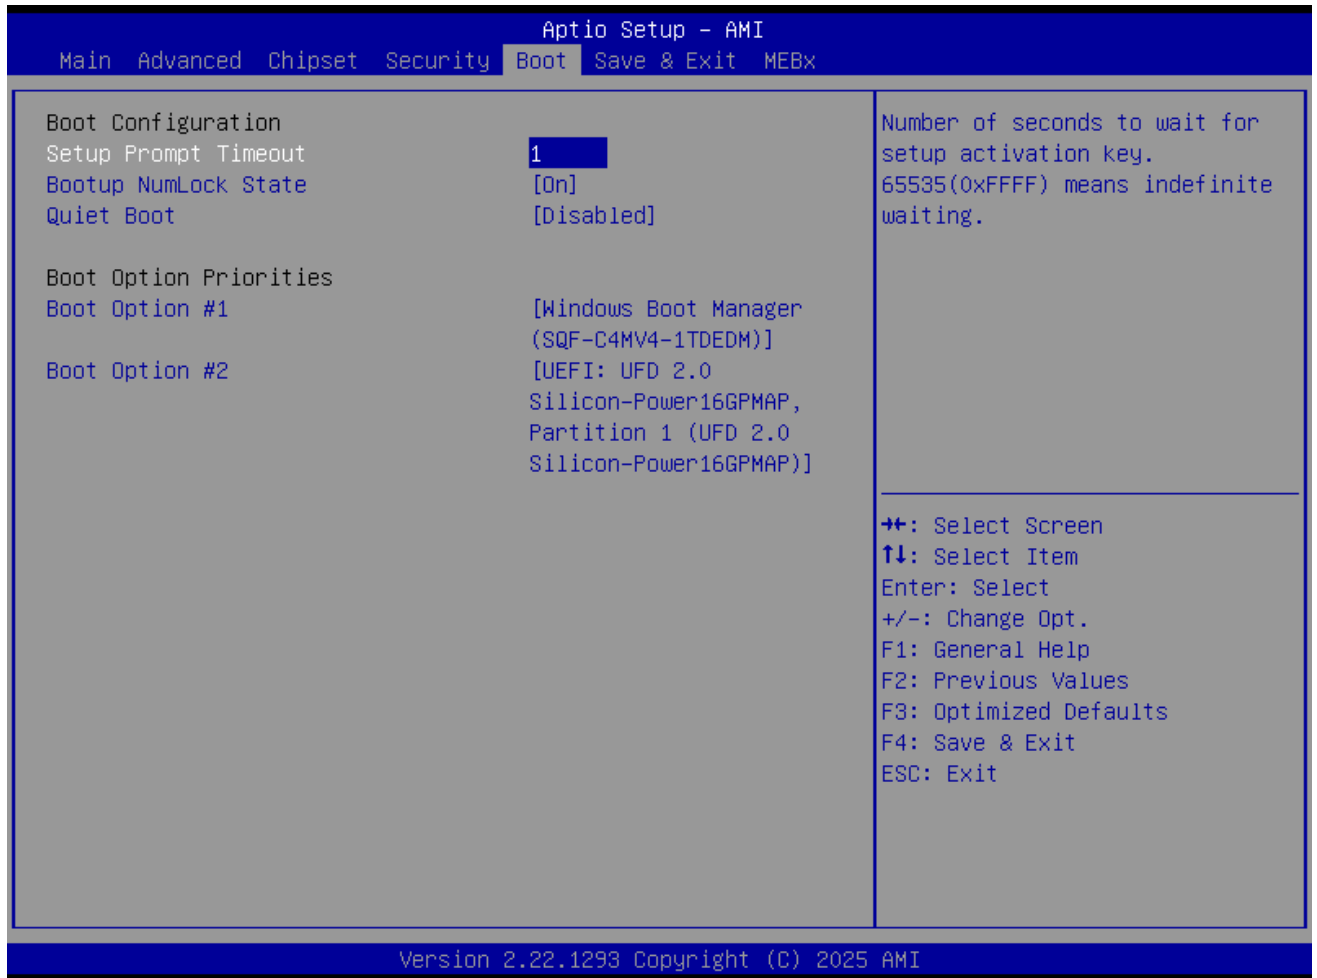 Aptio Setup – AMI
Main Advanced Chipset Security Boot Save & Exit MEBx
Boot Configuration
Setup Prompt Timeout 1
Bootup NumLock State [On]
Quiet Boot [Disabled]
Boot Option Priorities
Boot Option #1 [Windows Boot Manager
(SQF-C4MV4-1TDEDM)]
Boot Option #2 [UEFI: UFD 2.0
Silicon-Power16GPMAP,
Partition 1 (UFD 2.0
Silicon-Power16GPMAP)]
Number of seconds to wait for
setup activation key.
65535(0xFFFF) means indefinite
waiting.
→←: Select Screen
↑↓: Select Item
Enter: Select
+/-: Change Opt.
F1: General Help
F2: Previous Values
F3: Optimized Defaults
F4: Save & Exit
ESC: Exit
Version 2.22.1293 Copyright (C) 2025 AMI